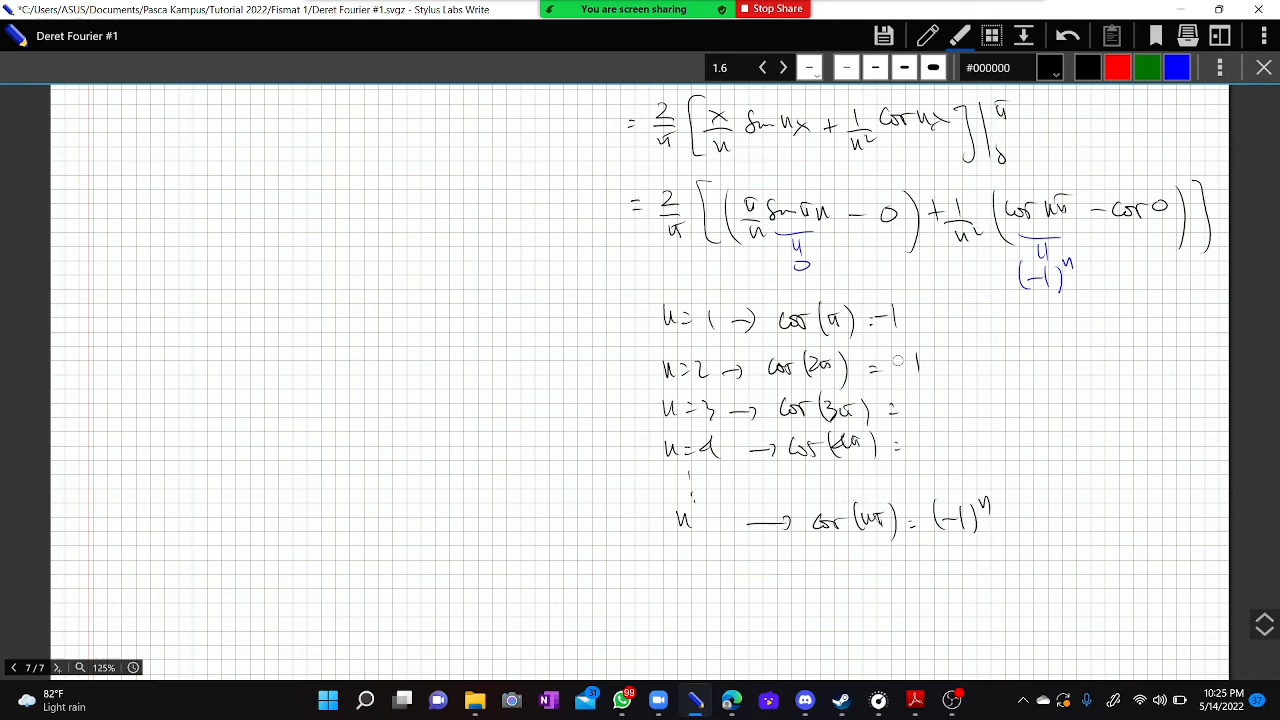 *C:/Users/ASUS/Documents/Pasca Kampus/Tutorial 2022/Fismat 1/Deret Fourier #1.svgz - Stylus Labs Write
You are screen sharing
Stop Share
Deret Fourier #1
1.6
#000000
= 2/π [ x/n sin nx + 1/n² cos nx ] |₀^π
= 2/π [ ( π/n sin πn − 0 ) + 1/n² ( cos nπ − cos 0 ) ]
0
(−1)ⁿ
n = 1 → cos (π) = −1
n = 2 → cos (2π) = 1
n = 3 → cos (3π) =
n = 4 → cos (4π) =
n → cos (nπ) = (−1)ⁿ
7 / 7
125%
82°F
Light rain
31
99
10:25 PM
5/14/2022
37